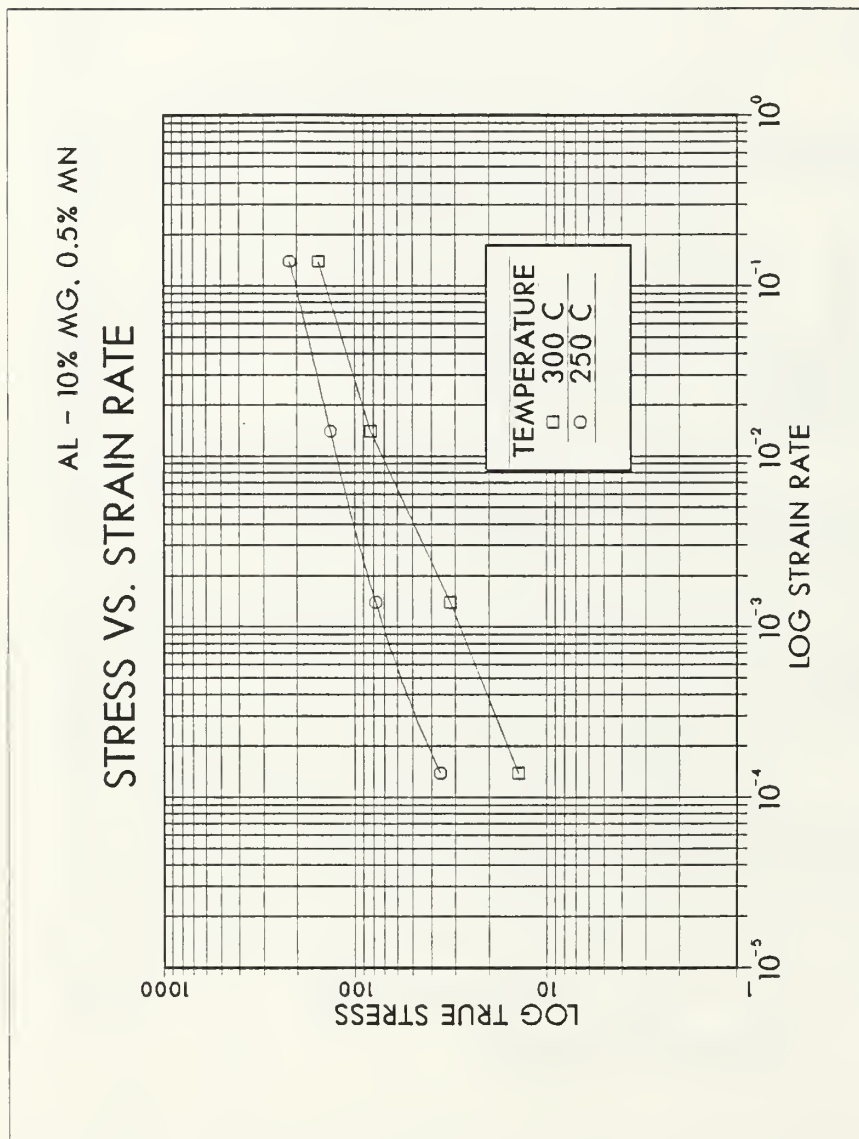 AL – 10% MG, 0.5% MN
STRESS VS. STRAIN RATE
LOG TRUE STRESS
1000
100
10
1
TEMPERATURE
□ 300 C
○ 250 C
10⁻⁵
10⁻⁴
10⁻³
10⁻²
10⁻¹
10⁰
LOG STRAIN RATE